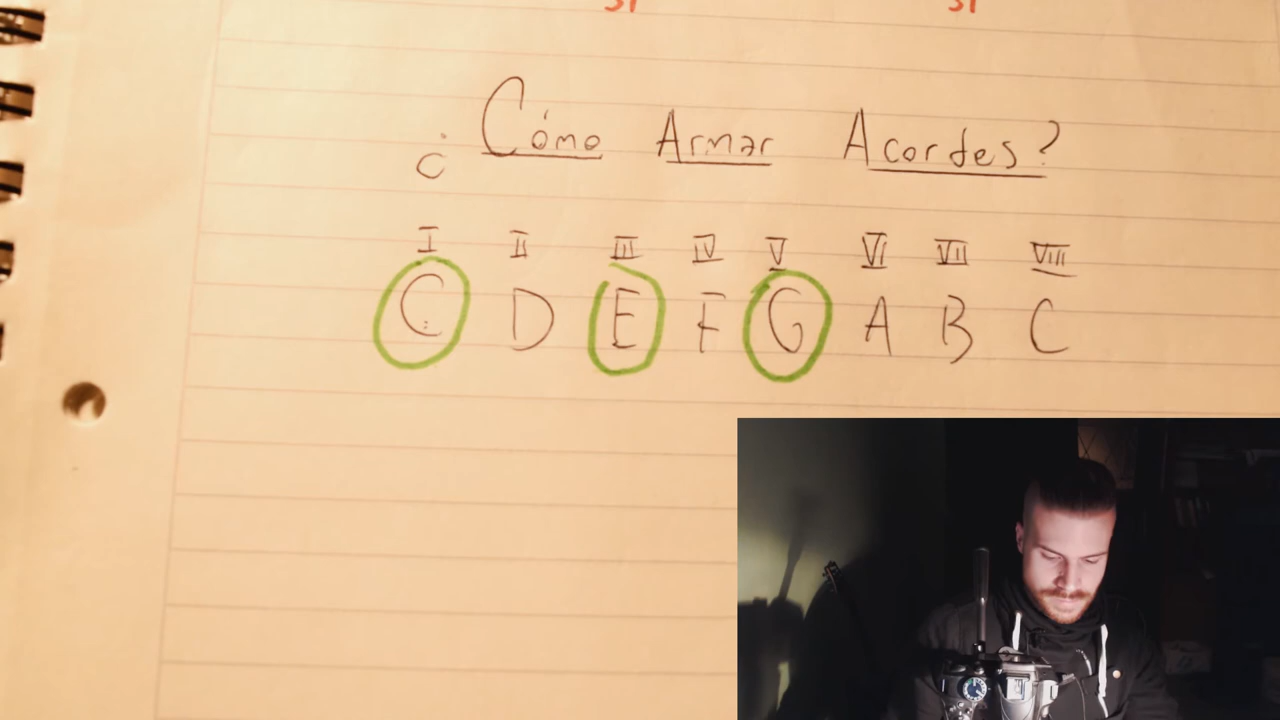 ¿Cómo Armar Acordes?
I II III IV V VI VII VIII
C D E F G A B C